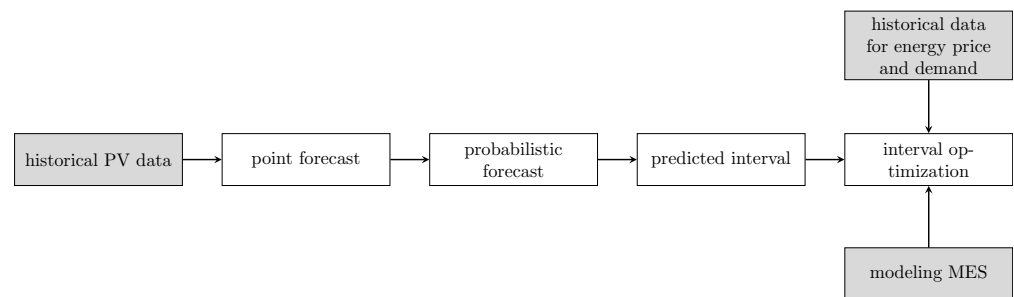 historical data
for energy price
and demand
historical PV data
point forecast
probabilistic
forecast
predicted interval
interval op-
timization
modeling MES